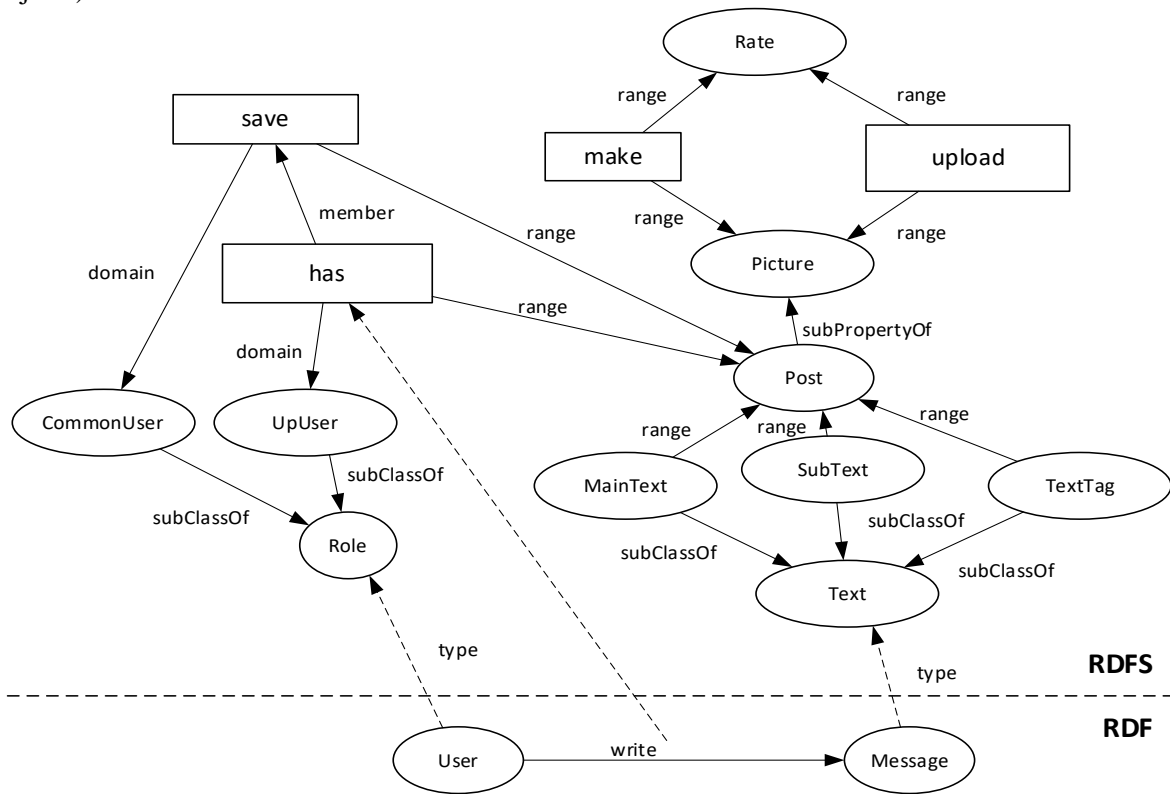 Rate
range
range
save
make
upload
member
range
range
range
domain
has
Picture
range
subPropertyOf
domain
Post
CommonUser
UpUser
range
range
range
subClassOf
MainText
SubText
TextTag
subClassOf
subClassOf
Role
subClassOf
subClassOf
Text
type
type
RDFS
RDF
write
User
Message